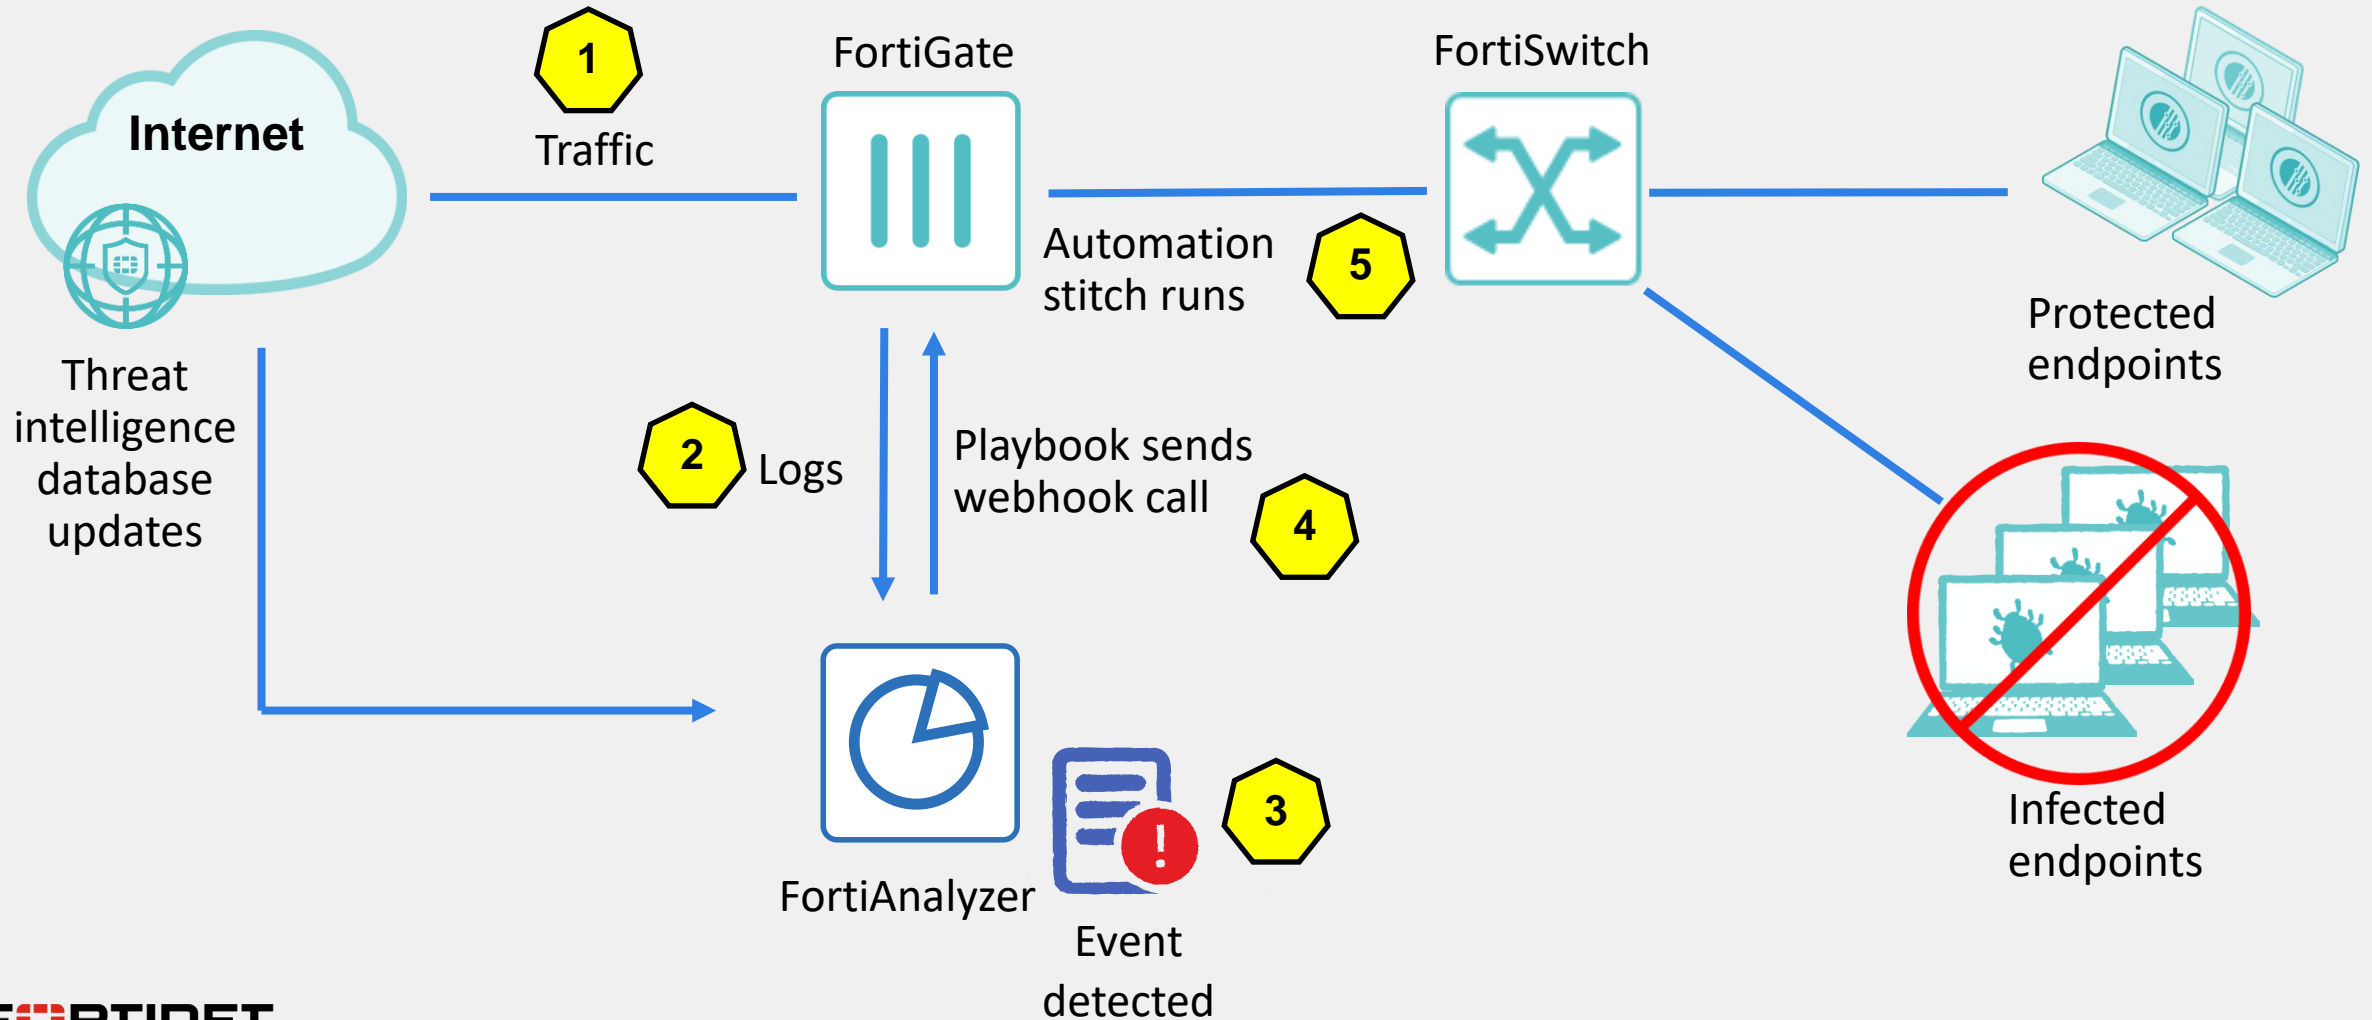 1
FortiGate
FortiSwitch
Internet
Traffic
Automation
stitch runs
5
Protected
endpoints
Threat
intelligence
database
updates
2
Logs
Playbook sends
webhook call
4
3
Infected
endpoints
FortiAnalyzer
Event
detected
FORTINET